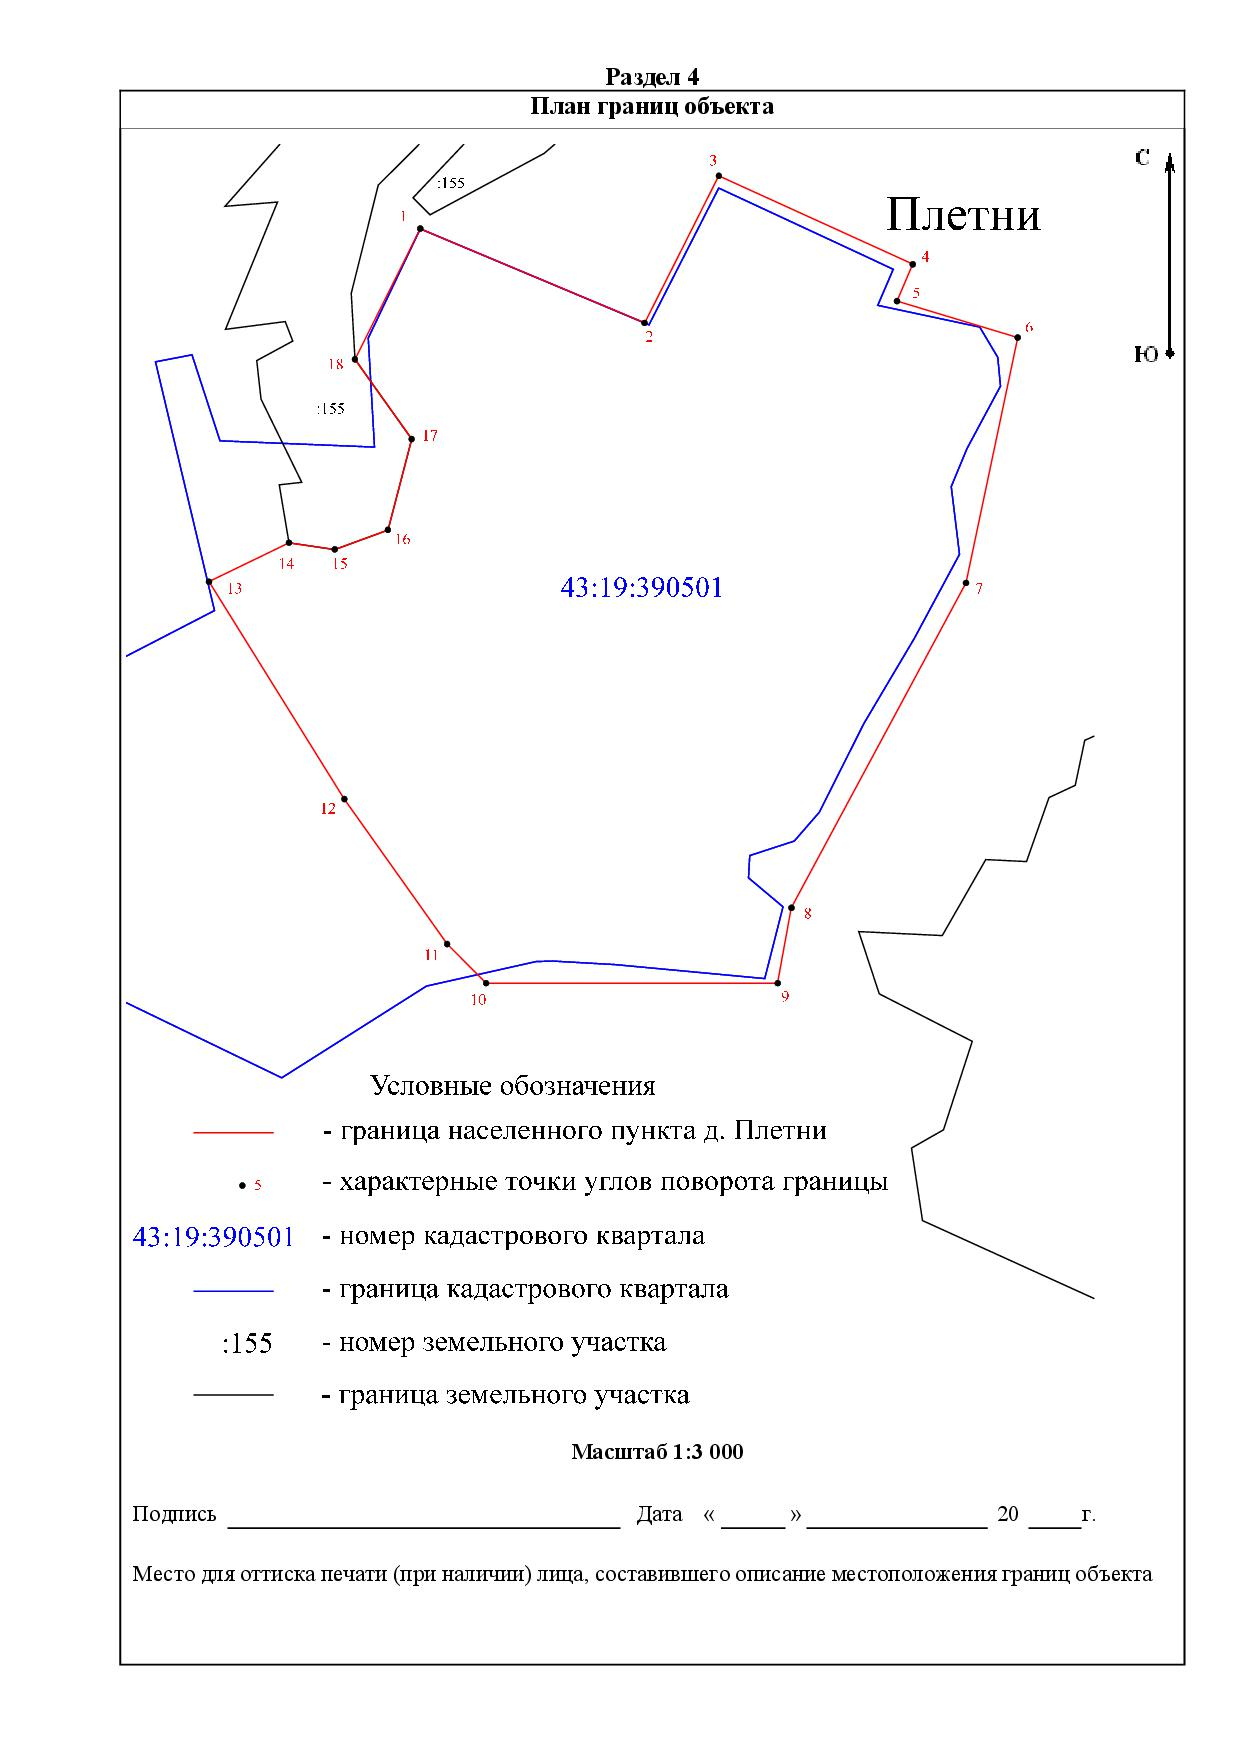 Раздел 4
План границ объекта
3
С
:155
Плетни
1
4
5
6
2
18
Ю
:155
17
16
14
15
13
43:19:390501
7
12
8
11
10
9
Условные обозначения
- граница населенного пункта д. Плетни
5 - характерные точки углов поворота границы
43:19:390501 - номер кадастрового квартала
- граница кадастрового квартала
:155 - номер земельного участка
- граница земельного участка
Масштаб 1:3 000
Подпись Дата « » 20 г.
Место для оттиска печати (при наличии) лица, составившего описание местоположения границ объекта